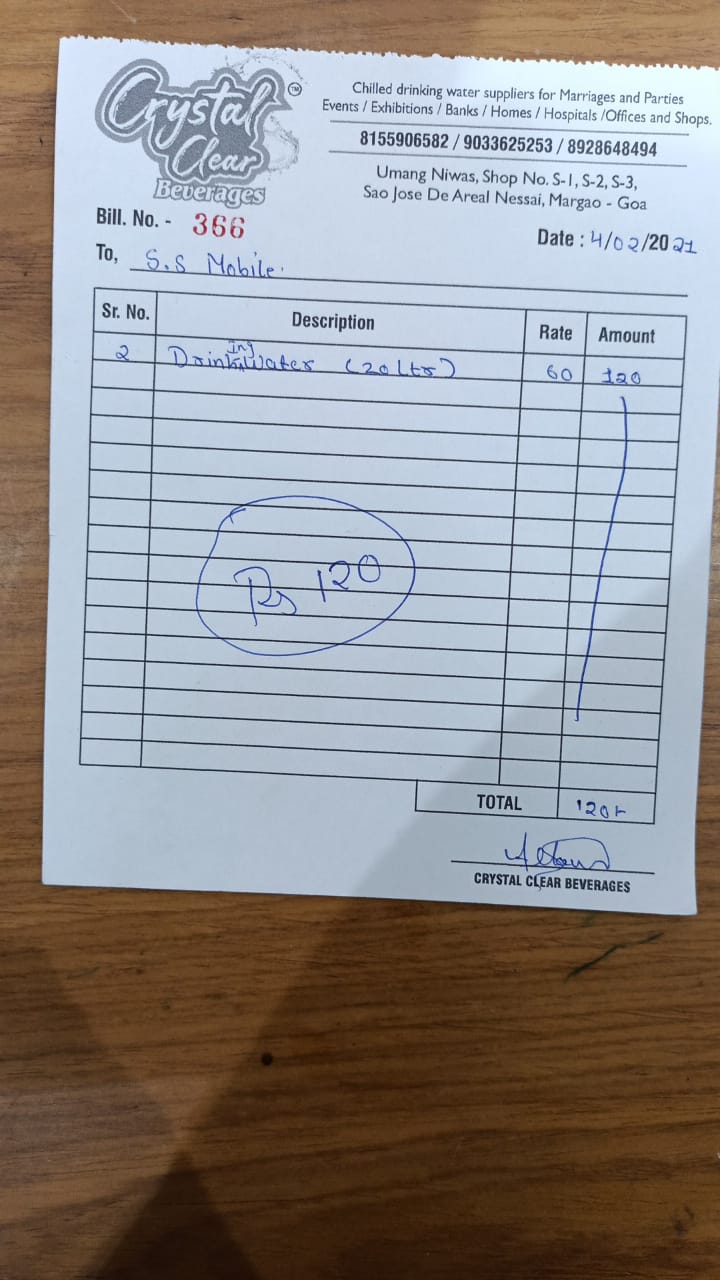 Crystal
Clear
Beverages
TM
Chilled drinking water suppliers for Marriages and Parties
Events / Exhibitions / Banks / Homes / Hospitals /Offices and Shops.
8155906582 / 9033625253 / 8928648494
Umang Niwas, Shop No. S-1, S-2, S-3,
Sao Jose De Areal Nessai, Margao - Goa
Bill. No. - 366
Date : 4/02/2021
To, S.S Mobile.
Sr. No. Description Rate Amount
2 Drinking Water (20 Ltr) 60 120
Rs 120
TOTAL 120/-
CRYSTAL CLEAR BEVERAGES